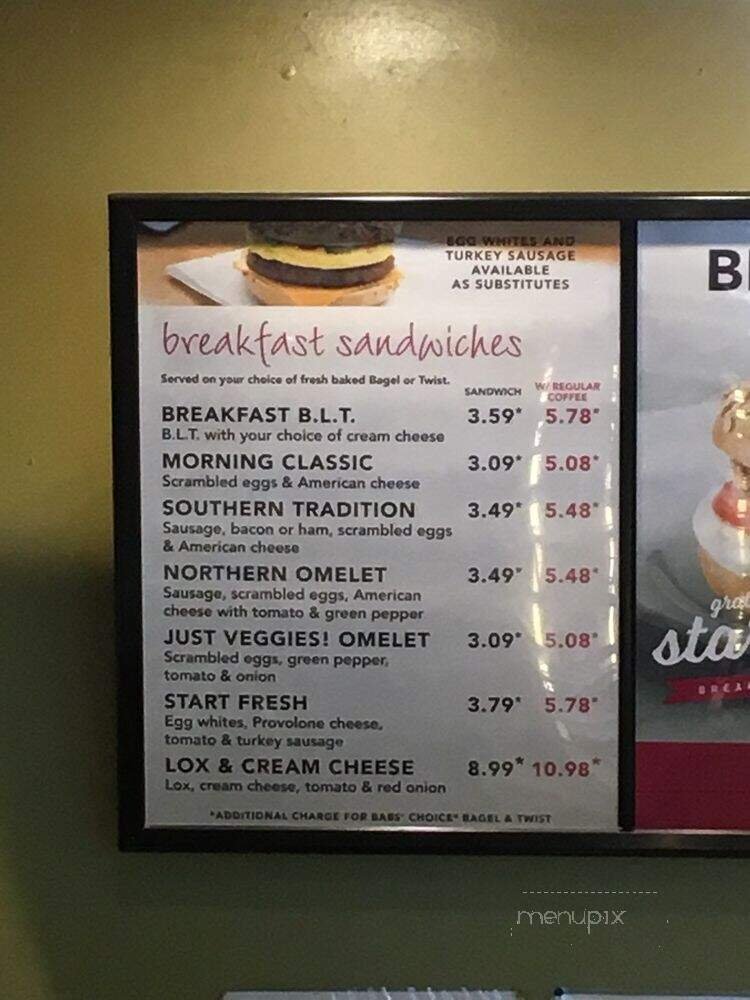 EGG WHITES AND
TURKEY SAUSAGE
AVAILABLE
AS SUBSTITUTES
breakfast sandwiches
Served on your choice of fresh baked Bagel or Twist.
SANDWICH W/ REGULAR
COFFEE
BREAKFAST B.L.T. 3.59* 5.78*
B.L.T. with your choice of cream cheese
MORNING CLASSIC 3.09* 5.08*
Scrambled eggs & American cheese
SOUTHERN TRADITION 3.49* 5.48*
Sausage, bacon or ham, scrambled eggs
& American cheese
NORTHERN OMELET 3.49* 5.48*
Sausage, scrambled eggs, American
cheese with tomato & green pepper
JUST VEGGIES! OMELET 3.09* 5.08*
Scrambled eggs, green pepper,
tomato & onion
START FRESH 3.79* 5.78*
Egg whites, Provolone cheese,
tomato & turkey sausage
LOX & CREAM CHEESE 8.99* 10.98*
Lox, cream cheese, tomato & red onion
*ADDITIONAL CHARGE FOR BABS' CHOICE* BAGEL & TWIST
menupix